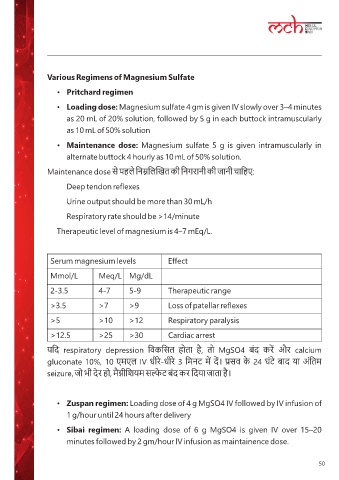 mch
Various Regimens of Magnesium Sulfate
• Pritchard regimen
• Loading dose: Magnesium sulfate 4 gm is given IV slowly over 3–4 minutes
as 20 mL of 20% solution, followed by 5 g in each buttock intramuscularly
as 10 mL of 50% solution
• Maintenance dose: Magnesium sulfate 5 g is given intramuscularly in
alternate buttock 4 hourly as 10 mL of 50% solution.
Maintenance dose से पहले निम्नलिखित की निगरानी की जानी चाहिए:
Deep tendon reflexes
Urine output should be more than 30 mL/h
Respiratory rate should be >14/minute
Therapeutic level of magnesium is 4–7 mEq/L.
Serum magnesium levels Effect
Mmol/L Meq/L Mg/dL
2-3.5 4-7 5-9 Therapeutic range
>3.5 >7 >9 Loss of patellar reflexes
>5 >10 >12 Respiratory paralysis
>12.5 >25 >30 Cardiac arrest
यदि respiratory depression विकसित होता है, तो MgSO4 बंद करें और calcium
gluconate 10%, 10 एमएल IV धीरे-धीरे 3 मिनट में दें। प्रसव के 24 घंटे बाद या अंतिम
seizure, जो भी देर हो, मैग्नीशियम सल्फेट बंद कर दिया जाता है।
• Zuspan regimen: Loading dose of 4 g MgSO4 IV followed by IV infusion of
1 g/hour until 24 hours after delivery
• Sibai regimen: A loading dose of 6 g MgSO4 is given IV over 15–20
minutes followed by 2 gm/hour IV infusion as maintainence dose.
50